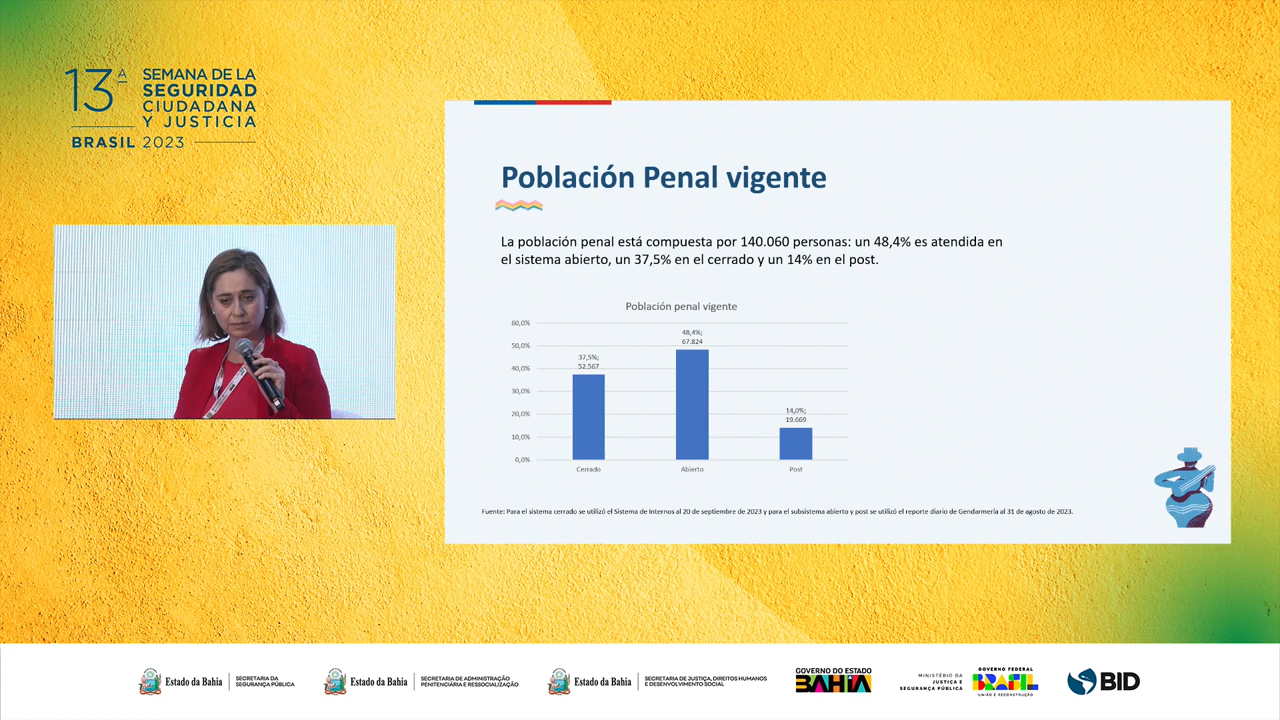 13ª
SEMANA DE LA
SEGURIDAD
CIUDADANA
Y JUSTICIA
BRASIL 2023
Población Penal vigente
La población penal está compuesta por 140.060 personas: un 48,4% es atendida en
el sistema abierto, un 37,5% en el cerrado y un 14% en el post.
Población penal vigente
60,0%
50,0%
40,0%
30,0%
20,0%
10,0%
0,0%
37,5%;
52.567
48,4%;
67.824
14,0%;
19.669
Cerrado
Abierto
Post
Fuente: Para el sistema cerrado se utilizó el Sistema de Internos al 20 de septiembre de 2023 y para el subsistema abierto y post se utilizó el reporte diario de Gendarmería al 31 de agosto de 2023.
Estado da Bahia
SECRETARIA DA
SEGURANÇA PÚBLICA
Estado da Bahia
SECRETARIA DE ADMINISTRAÇÃO
PENITENCIÁRIA E RESSOCIALIZAÇÃO
Estado da Bahia
SECRETARIA DE JUSTIÇA, DIREITOS HUMANOS
E DESENVOLVIMENTO SOCIAL
GOVERNO DO ESTADO
BAHIA
MINISTÉRIO DA
JUSTIÇA E
SEGURANÇA PÚBLICA
GOVERNO FEDERAL
BRASIL
UNIÃO E RECONSTRUÇÃO
BID